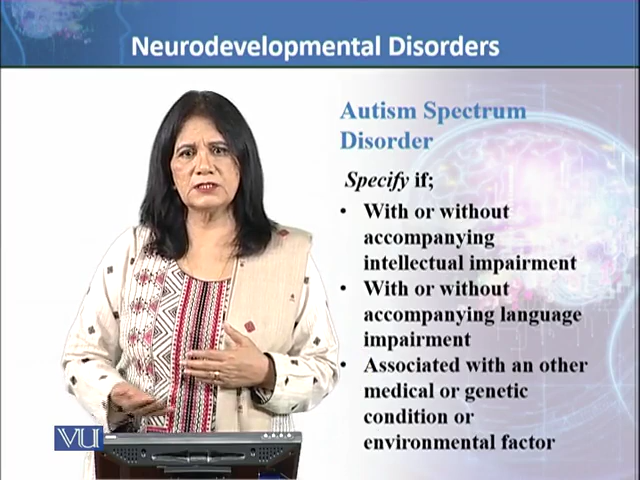 Neurodevelopmental Disorders
Autism Spectrum
Disorder
Specify if;
• With or without
accompanying
intellectual impairment
• With or without
accompanying language
impairment
• Associated with an other
medical or genetic
condition or
environmental factor
VU